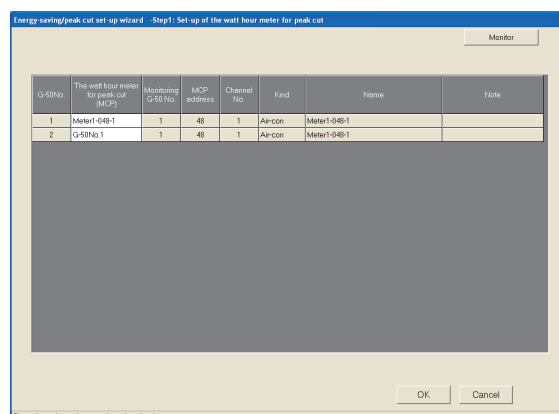 Energy-saving/peak cut set-up wizard -Step1: Set-up of the watt hour meter for peak cut
Monitor
G-50No. The watt hour meter for peak cut (MCP) Monitoring G-50 No. MCP address Channel No. Kind Name Note
1 Meter1-048-1 1 48 1 Air-con Meter1-048-1
2 G-50No.1 1 48 1 Air-con Meter1-048-1
OK Cancel